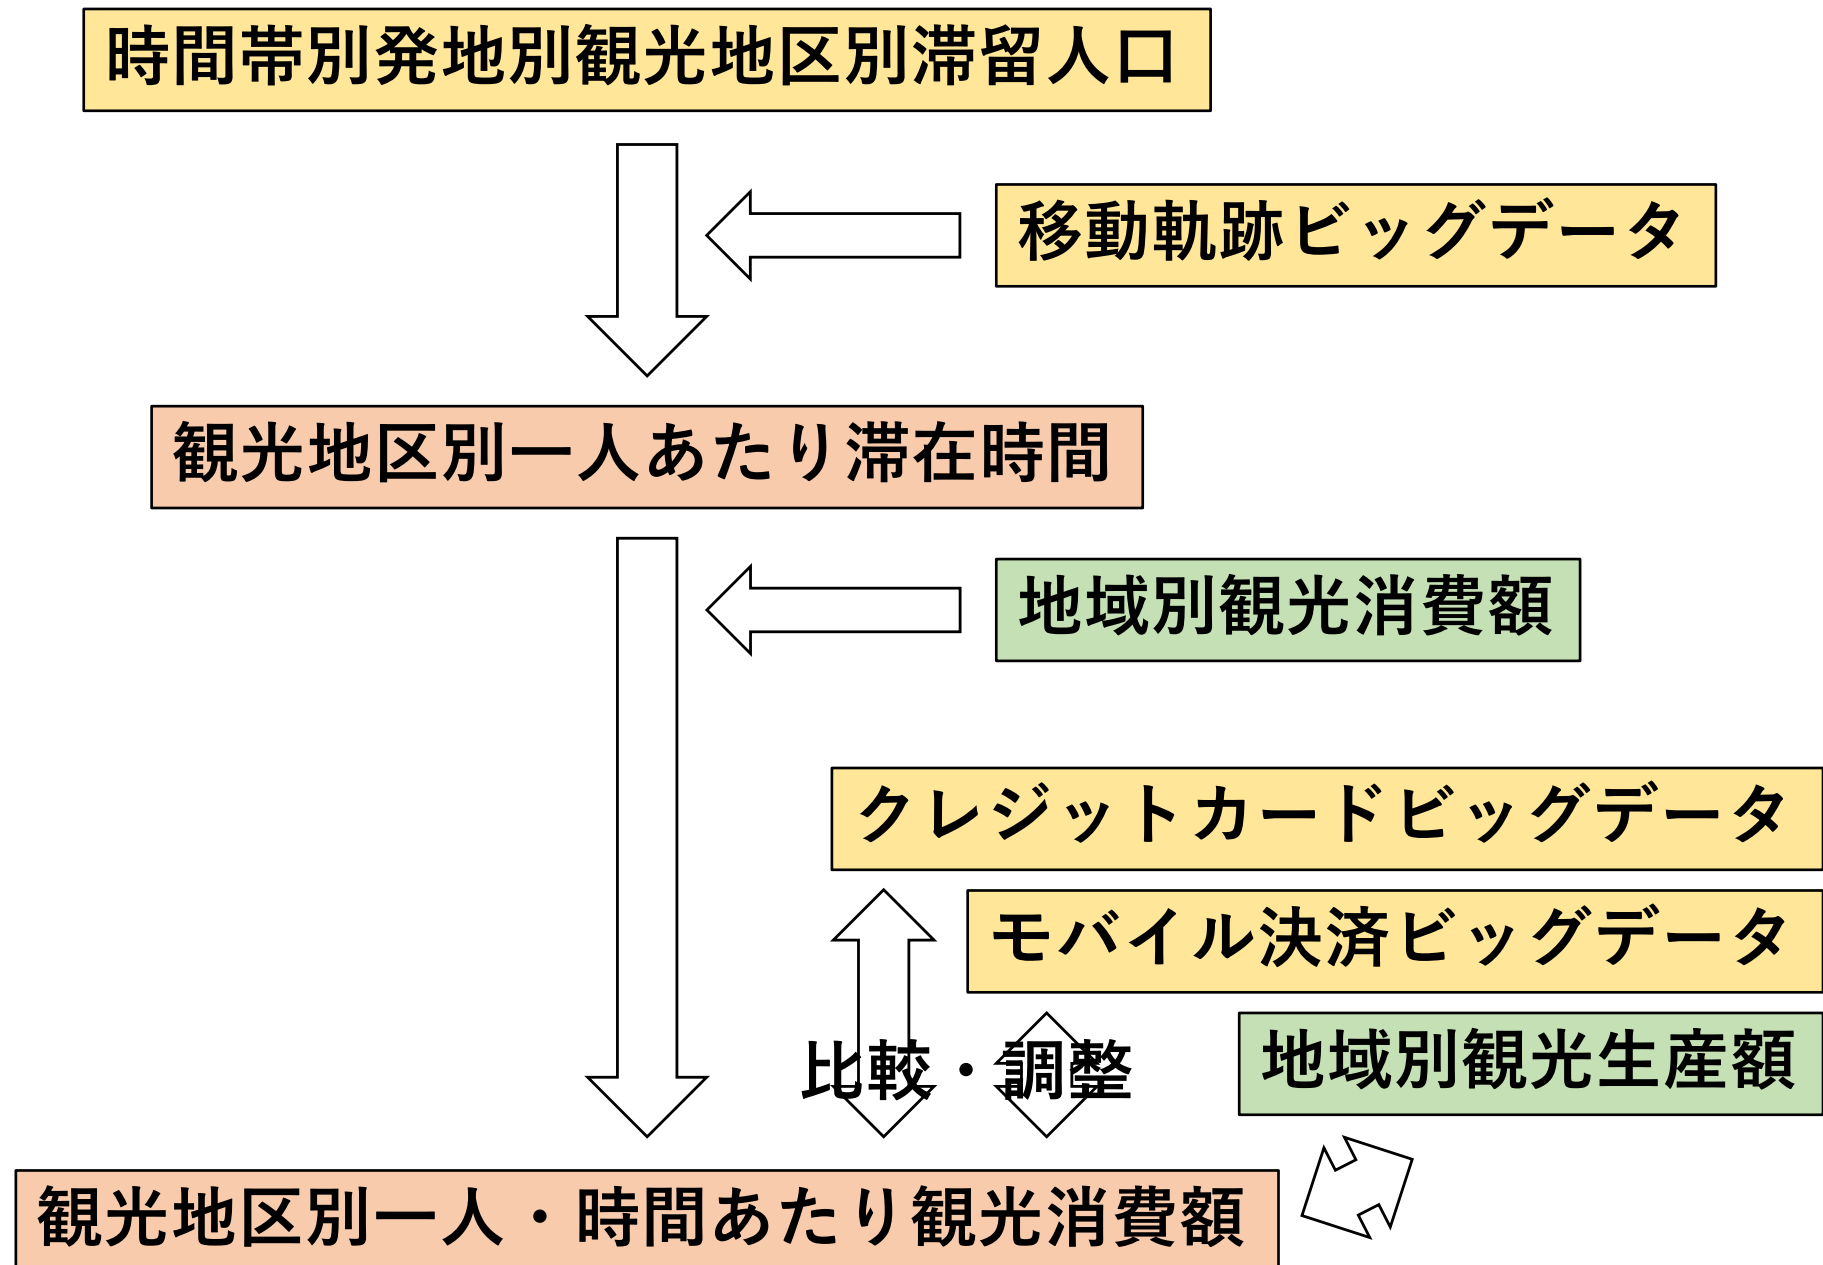 時間帯別発地別観光地区別滞留人口
移動軌跡ビッグデータ
観光地区別一人あたり滞在時間
地域別観光消費額
クレジットカードビッグデータ
モバイル決済ビッグデータ
比較・調整
地域別観光生産額
観光地区別一人・時間あたり観光消費額